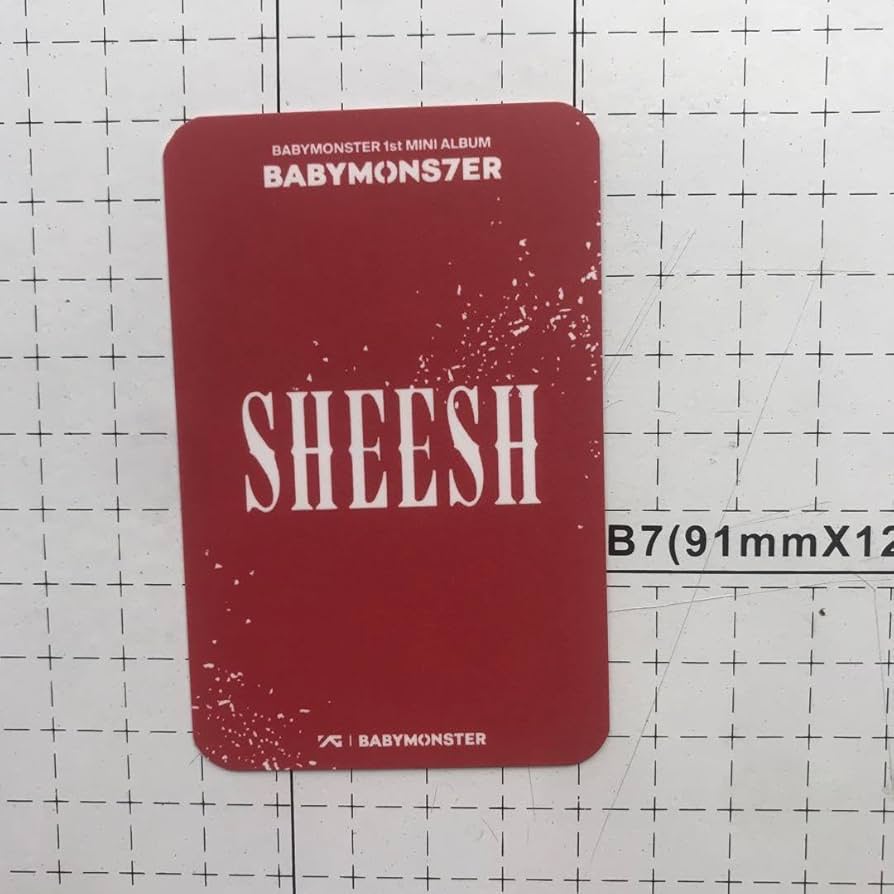 BABYMONSTER 1st MINI ALBUM
BABYMONS7ER
SHEESH
B7(91mmX12
YG | BABYMONSTER